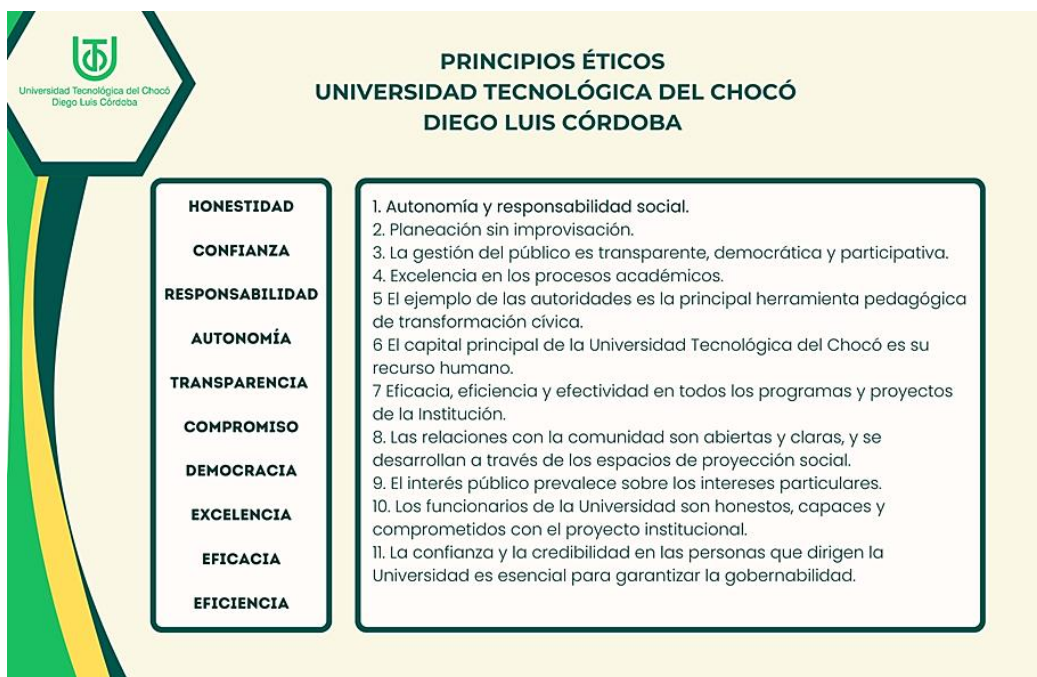 Universidad Tecnológica del Chocó
Diego Luis Córdoba
PRINCIPIOS ÉTICOS
UNIVERSIDAD TECNOLÓGICA DEL CHOCÓ
DIEGO LUIS CÓRDOBA
HONESTIDAD
CONFIANZA
RESPONSABILIDAD
AUTONOMÍA
TRANSPARENCIA
COMPROMISO
DEMOCRACIA
EXCELENCIA
EFICACIA
EFICIENCIA
1. Autonomía y responsabilidad social.
2. Planeación sin improvisación.
3. La gestión del público es transparente, democrática y participativa.
4. Excelencia en los procesos académicos.
5 El ejemplo de las autoridades es la principal herramienta pedagógica
de transformación cívica.
6 El capital principal de la Universidad Tecnológica del Chocó es su
recurso humano.
7 Eficacia, eficiencia y efectividad en todos los programas y proyectos
de la Institución.
8. Las relaciones con la comunidad son abiertas y claras, y se
desarrollan a través de los espacios de proyección social.
9. El interés público prevalece sobre los intereses particulares.
10. Los funcionarios de la Universidad son honestos, capaces y
comprometidos con el proyecto institucional.
11. La confianza y la credibilidad en las personas que dirigen la
Universidad es esencial para garantizar la gobernabilidad.